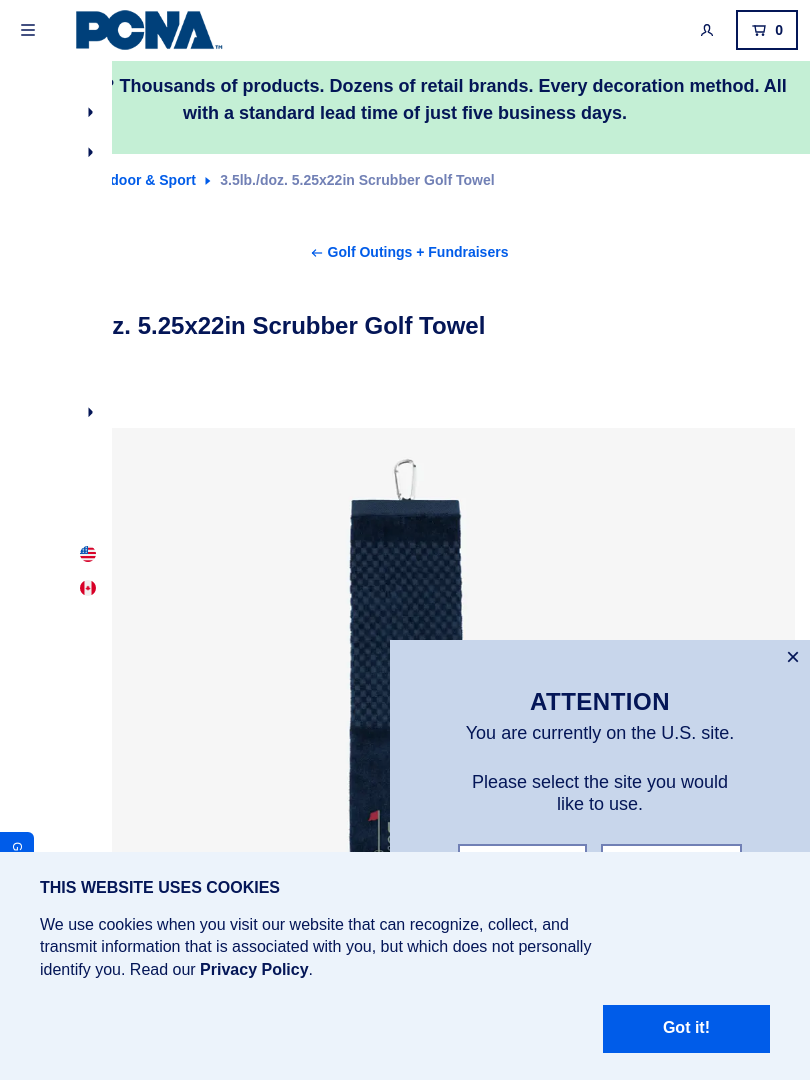 PCNA™
0
Thousands of products. Dozens of retail brands. Every decoration method. All
with a standard lead time of just five business days.
door & Sport 3.5lb./doz. 5.25x22in Scrubber Golf Towel
Golf Outings + Fundraisers
z. 5.25x22in Scrubber Golf Towel
ATTENTION
You are currently on the U.S. site.
Please select the site you would
like to use.
G
THIS WEBSITE USES COOKIES
We use cookies when you visit our website that can recognize, collect, and
transmit information that is associated with you, but which does not personally
identify you. Read our Privacy Policy.
Got it!